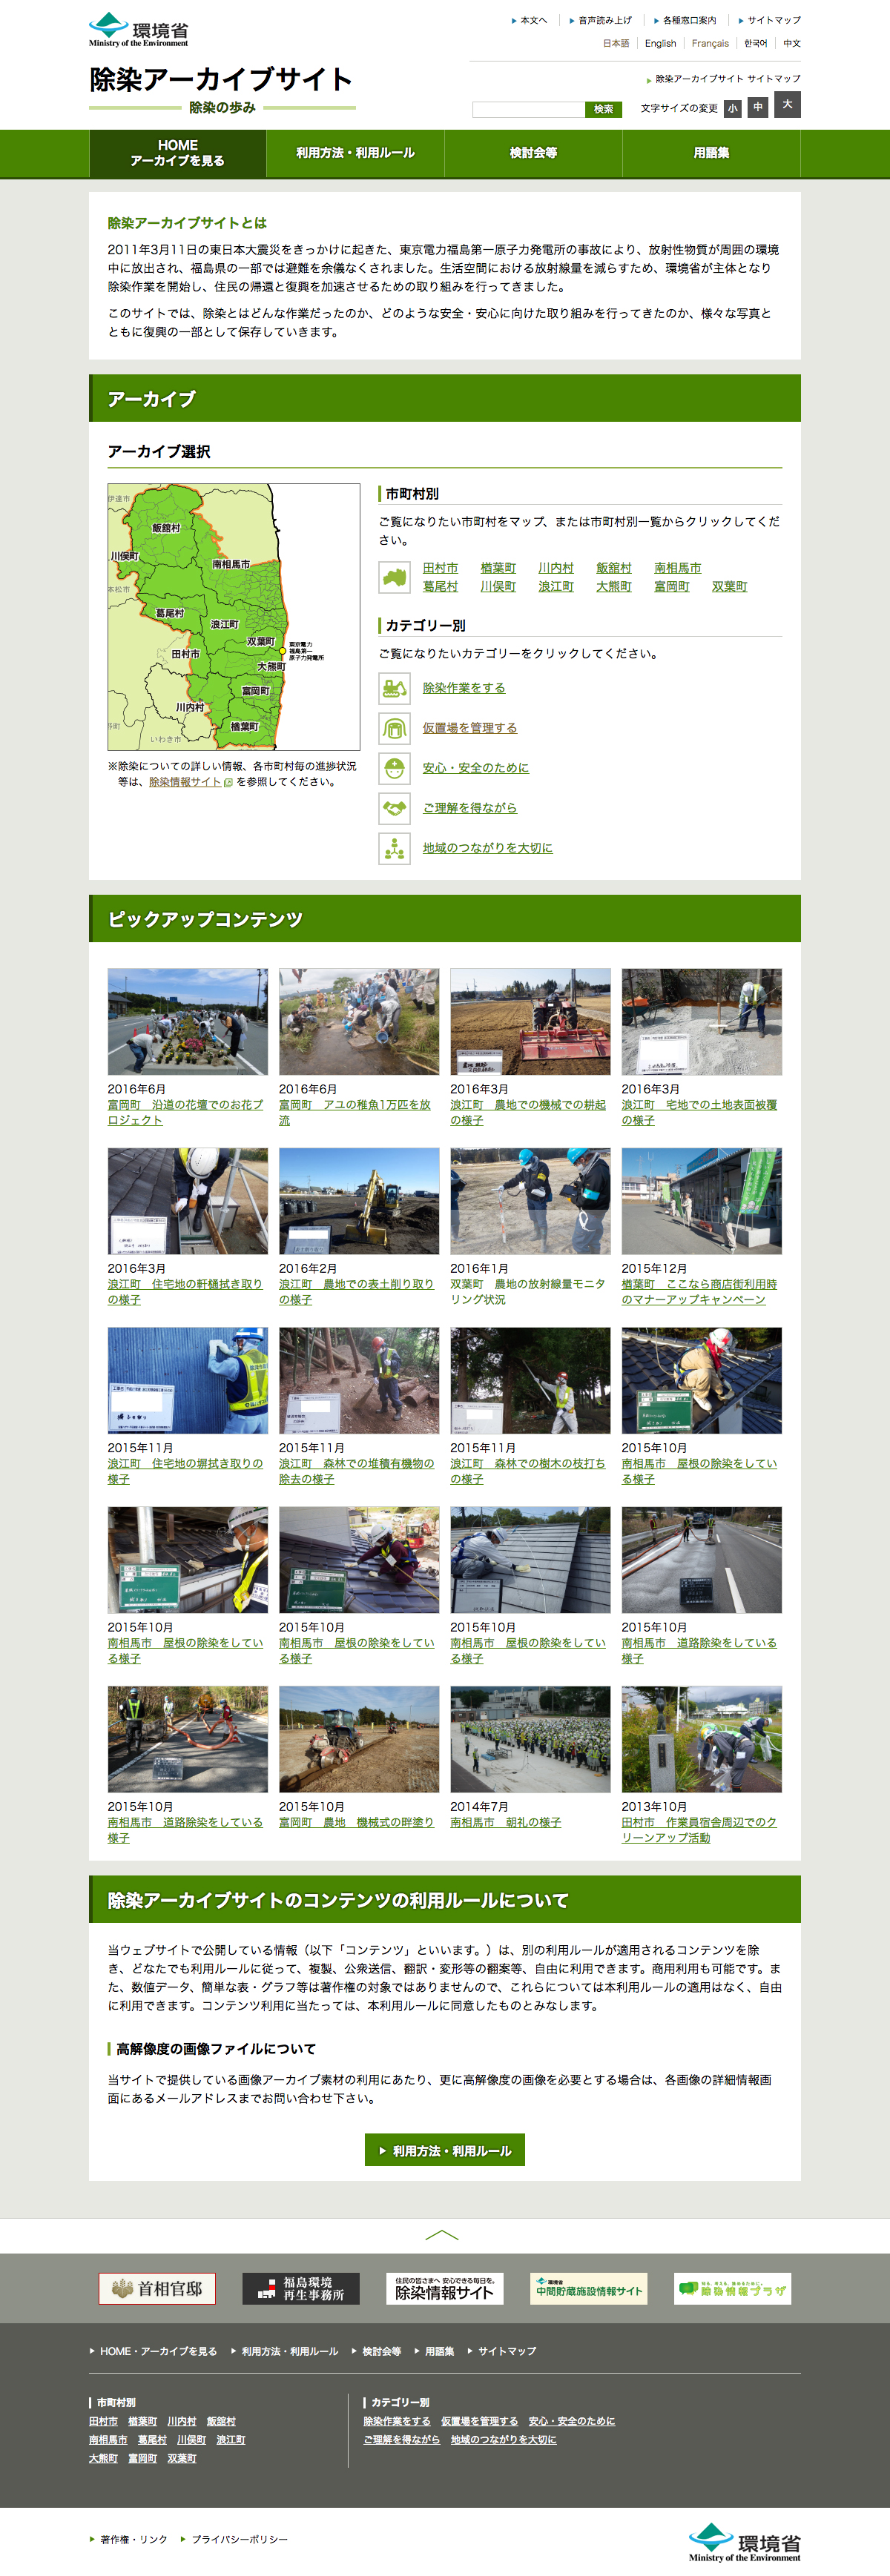 環境省
Ministry of the Environment
本文へ
音声読み上げ
各種窓口案内
サイトマップ
日本語
English
Français
한국어
中文
除染アーカイブサイト
除染の歩み
除染アーカイブサイト サイトマップ
検索
文字サイズの変更
小
中
大
HOME
アーカイブを見る
利用方法・利用ルール
検討会等
用語集
除染アーカイブサイトとは
2011年3月11日の東日本大震災をきっかけに起きた、東京電力福島第一原子力発電所の事故により、放射性物質が周囲の環境
中に放出され、福島県の一部では避難を余儀なくされました。生活空間における放射線量を減らすため、環境省が主体となり
除染作業を開始し、住民の帰還と復興を加速させるための取り組みを行ってきました。
このサイトでは、除染とはどんな作業だったのか、どのような安全・安心に向けた取り組みを行ってきたのか、様々な写真と
ともに復興の一部として保存していきます。
アーカイブ
アーカイブ選択
伊達市
飯舘村
川俣町
南相馬市
本松市
葛尾村
浪江町
双葉町
東京電力
福島第一
原子力発電所
田村市
大熊町
富岡町
川内村
楢葉町
いわき市
※除染についての詳しい情報、各市町村毎の進捗状況
等は、除染情報サイト を参照してください。
市町村別
ご覧になりたい市町村をマップ、または市町村別一覧からクリックしてくだ
さい。
田村市 楢葉町 川内村 飯舘村 南相馬市
葛尾村 川俣町 浪江町 大熊町 富岡町 双葉町
カテゴリー別
ご覧になりたいカテゴリーをクリックしてください。
除染作業をする
仮置場を管理する
安心・安全のために
ご理解を得ながら
地域のつながりを大切に
ピックアップコンテンツ
2016年6月
富岡町　沿道の花壇でのお花プ
ロジェクト
2016年6月
富岡町　アユの稚魚1万匹を放
流
2016年3月
浪江町　農地での機械での耕起
の様子
2016年3月
浪江町　宅地での土地表面被覆
の様子
2016年3月
浪江町　住宅地の軒樋拭き取り
の様子
2016年2月
浪江町　農地での表土削り取り
の様子
2016年1月
双葉町　農地の放射線量モニタ
リング状況
2015年12月
楢葉町　ここなら商店街利用時
のマナーアップキャンペーン
2015年11月
浪江町　住宅地の塀拭き取りの
様子
2015年11月
浪江町　森林での堆積有機物の
除去の様子
2015年11月
浪江町　森林での樹木の枝打ち
の様子
2015年10月
南相馬市　屋根の除染をしてい
る様子
2015年10月
南相馬市　屋根の除染をしてい
る様子
2015年10月
南相馬市　屋根の除染をしてい
る様子
2015年10月
南相馬市　屋根の除染をしてい
る様子
2015年10月
南相馬市　道路除染をしている
様子
2015年10月
南相馬市　道路除染をしている
様子
2015年10月
富岡町　農地　機械式の畔塗り
2014年7月
南相馬市　朝礼の様子
2013年10月
田村市　作業員宿舎周辺でのク
リーンアップ活動
除染アーカイブサイトのコンテンツの利用ルールについて
当ウェブサイトで公開している情報（以下「コンテンツ」といいます。）は、別の利用ルールが適用されるコンテンツを除
き、どなたでも利用ルールに従って、複製、公衆送信、翻訳・変形等の翻案等、自由に利用できます。商用利用も可能です。ま
た、数値データ、簡単な表・グラフ等は著作権の対象ではありませんので、これらについては本利用ルールの適用はなく、自由
に利用できます。コンテンツ利用に当たっては、本利用ルールに同意したものとみなします。
高解像度の画像ファイルについて
当サイトで提供している画像アーカイブ素材の利用にあたり、更に高解像度の画像を必要とする場合は、各画像の詳細情報画
面にあるメールアドレスまでお問い合わせ下さい。
利用方法・利用ルール
首相官邸
福島環境
再生事務所
住民の皆さまへ 安心できる毎日を。
除染情報サイト
環境省
中間貯蔵施設情報サイト
除染情報プラザ
HOME・アーカイブを見る
利用方法・利用ルール
検討会等
用語集
サイトマップ
市町村別
田村市 楢葉町 川内村 飯舘村
南相馬市 葛尾村 川俣町 浪江町
大熊町 富岡町 双葉町
カテゴリー別
除染作業をする 仮置場を管理する 安心・安全のために
ご理解を得ながら 地域のつながりを大切に
著作権・リンク
プライバシーポリシー
環境省
Ministry of the Environment